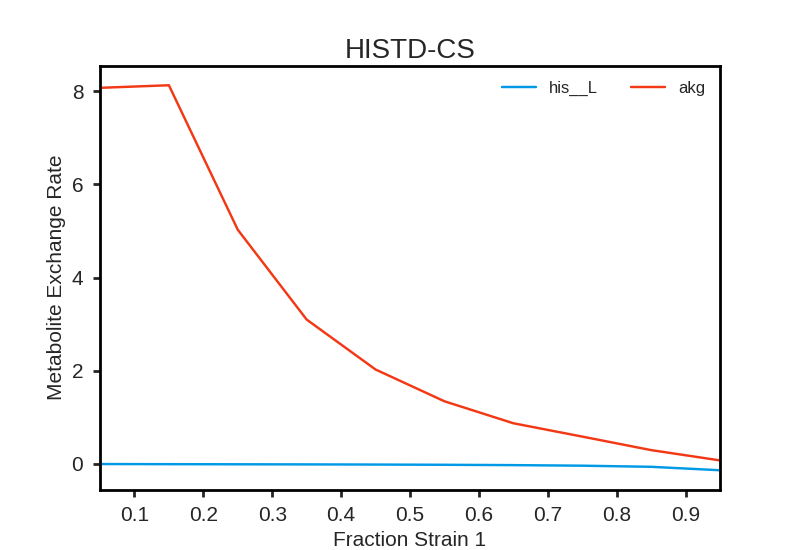 HISTD-CS
his__L
akg
Metabolite Exchange Rate
8
6
4
2
0
0.1 0.2 0.3 0.4 0.5 0.6 0.7 0.8 0.9
Fraction Strain 1